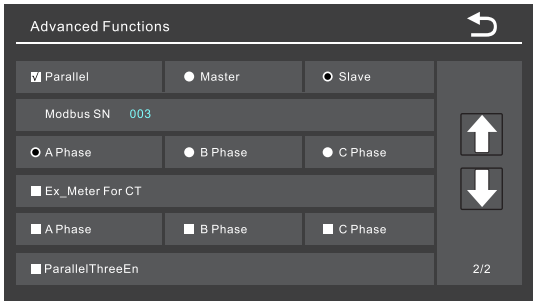 Advanced Functions
Parallel Master Slave
Modbus SN 003
A Phase B Phase C Phase
Ex_Meter For CT
A Phase B Phase C Phase
ParallelThreeEn 2/2